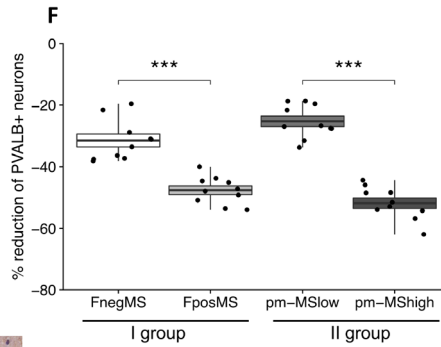 F
% reduction of PVALB+ neurons
0
−20
−40
−60
−80
***
***
FnegMS
FposMS
pm−MSlow
pm−MShigh
I group
II group